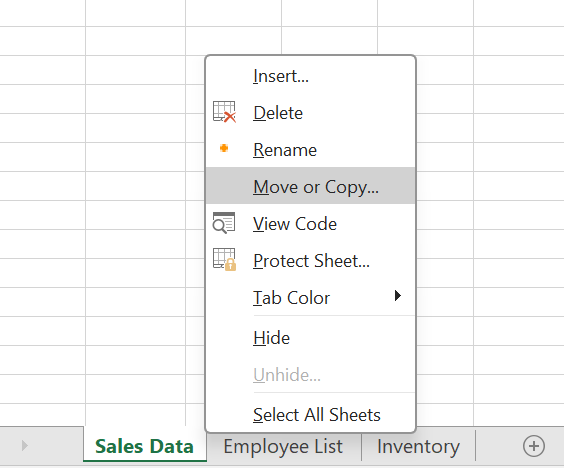 Insert...
Delete
Rename
Move or Copy...
View Code
Protect Sheet...
Tab Color
Hide
Unhide...
Select All Sheets
Sales Data Employee List Inventory